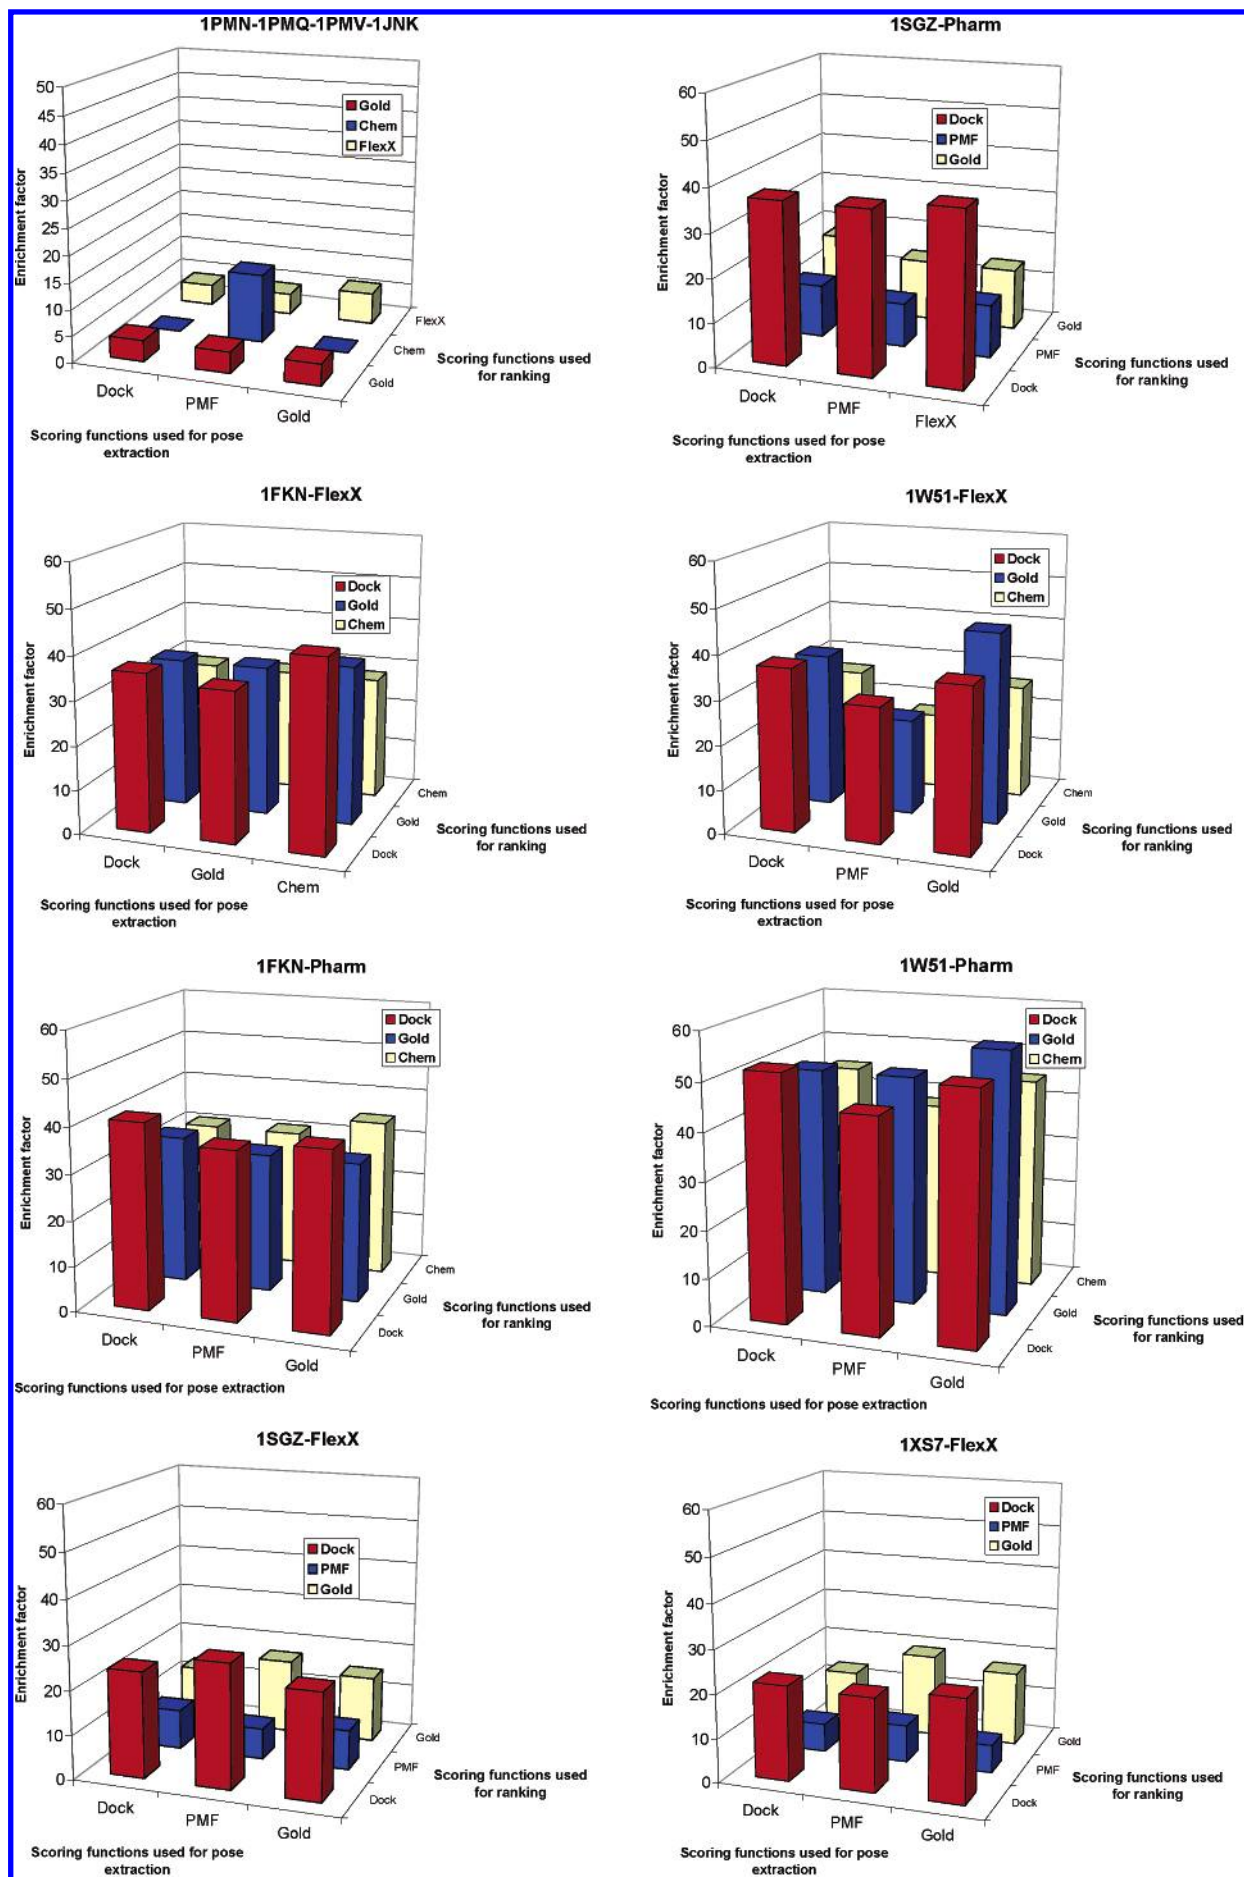 1PMN-1PMQ-1PMV-1JNK
50
45
40
35
30
25
20
15
10
5
0
Enrichment factor
Gold
Chem
FlexX
Dock
PMF
Gold
Gold
Chem
FlexX
Scoring functions used
for ranking
Scoring functions used for pose
extraction
1SGZ-Pharm
60
50
40
30
20
10
0
Enrichment factor
Dock
PMF
Gold
Dock
PMF
FlexX
Dock
PMF
Gold
Scoring functions used
for ranking
Scoring functions used for pose
extraction
1FKN-FlexX
60
50
40
30
20
10
0
Enrichment factor
Dock
Gold
Chem
Dock
Gold
Chem
Dock
Gold
Chem
Scoring functions used
for ranking
Scoring functions used for pose
extraction
1W51-FlexX
60
50
40
30
20
10
0
Enrichment factor
Dock
Gold
Chem
Dock
PMF
Gold
Dock
Gold
Chem
Scoring functions used
for ranking
Scoring functions used for pose
extraction
1FKN-Pharm
60
50
40
30
20
10
0
Enrichment factor
Dock
Gold
Chem
Dock
PMF
Gold
Dock
Gold
Chem
Scoring functions used
for ranking
Scoring functions used for pose extraction
1W51-Pharm
60
50
40
30
20
10
0
Enrichment factor
Dock
Gold
Chem
Dock
PMF
Gold
Dock
Gold
Chem
Scoring functions used
for ranking
Scoring functions used for pose extraction
1SGZ-FlexX
60
50
40
30
20
10
0
Enrichment factor
Dock
PMF
Gold
Dock
PMF
Gold
Dock
PMF
Gold
Scoring functions used
for ranking
Scoring functions used for pose
extraction
1XS7-FlexX
60
50
40
30
20
10
0
Enrichment factor
Dock
PMF
Gold
Dock
PMF
Gold
Dock
PMF
Gold
Scoring functions used
for ranking
Scoring functions used for pose
extraction